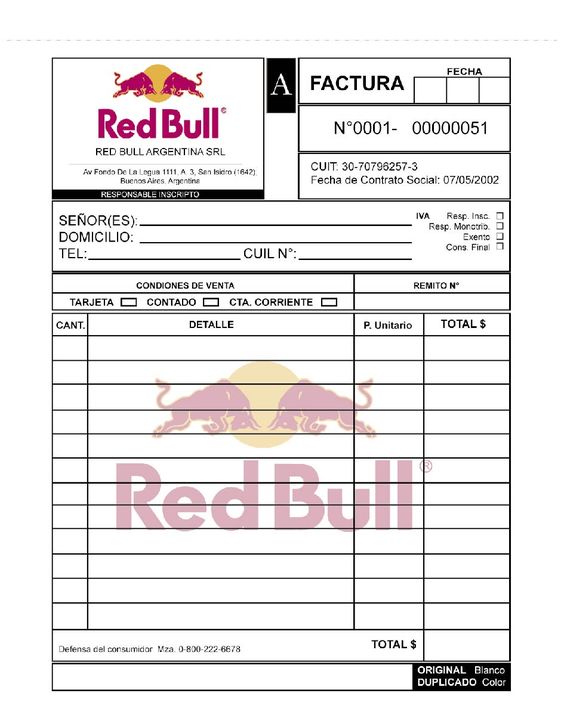 Red Bull®
RED BULL ARGENTINA SRL
Av Fondo De La Legua 1111, A, 3, San Isidro (1642),
Buenos Aires, Argentina
RESPONSABLE INSCRIPTO
A
FACTURA
FECHA
N°0001- 00000051
CUIT: 30-70796257-3
Fecha de Contrato Social: 07/05/2002
SEÑOR(ES):
DOMICILIO:
TEL: CUIL N°:
IVA Resp. Insc.
Resp. Monotrib.
Exento
Cons. Final
CONDIONES DE VENTA
REMITO N°
TARJETA CONTADO CTA. CORRIENTE
CANT. DETALLE P. Unitario TOTAL $
Red Bull®
Defensa del consumidor Mza. 0-800-222-6678
TOTAL $
ORIGINAL Blanco
DUPLICADO Color